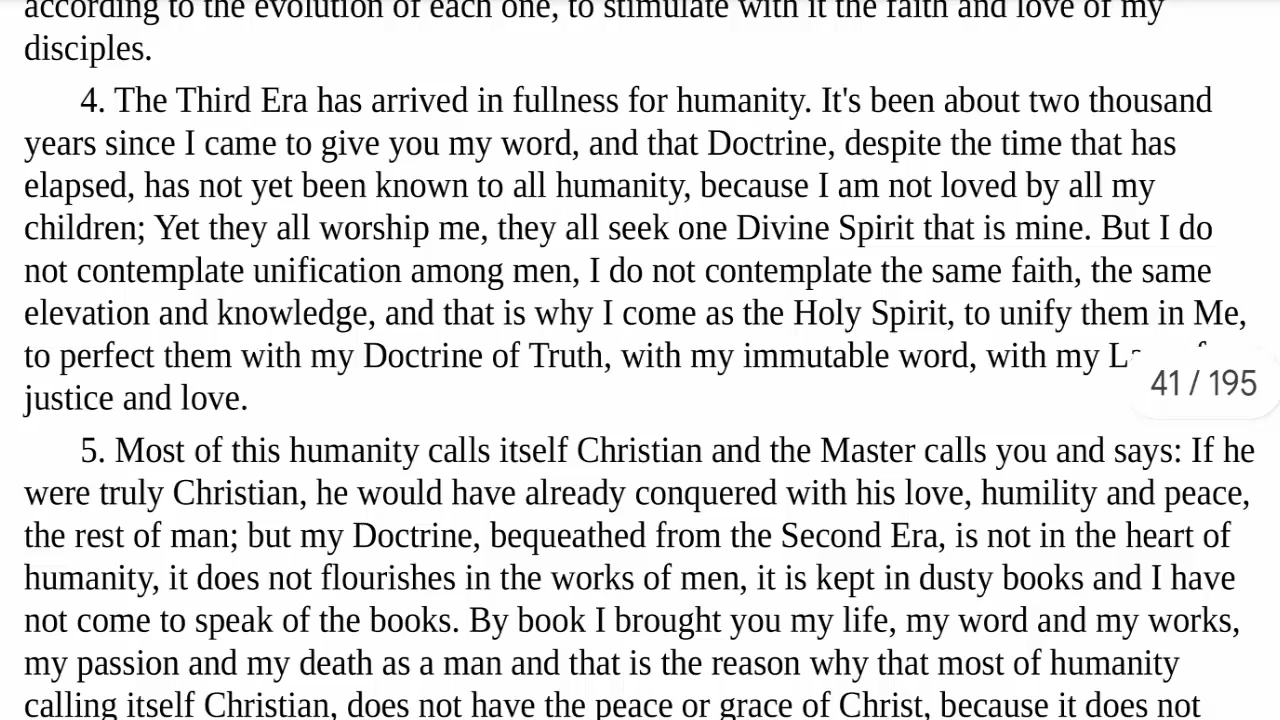 according to the evolution of each one, to stimulate with it the faith and love of my
disciples.
4. The Third Era has arrived in fullness for humanity. It's been about two thousand
years since I came to give you my word, and that Doctrine, despite the time that has
elapsed, has not yet been known to all humanity, because I am not loved by all my
children; Yet they all worship me, they all seek one Divine Spirit that is mine. But I do
not contemplate unification among men, I do not contemplate the same faith, the same
elevation and knowledge, and that is why I come as the Holy Spirit, to unify them in Me,
to perfect them with my Doctrine of Truth, with my immutable word, with my
justice and love.
41 / 195
5. Most of this humanity calls itself Christian and the Master calls you and says: If he
were truly Christian, he would have already conquered with his love, humility and peace,
the rest of man; but my Doctrine, bequeathed from the Second Era, is not in the heart of
humanity, it does not flourishes in the works of men, it is kept in dusty books and I have
not come to speak of the books. By book I brought you my life, my word and my works,
my passion and my death as a man and that is the reason why that most of humanity
calling itself Christian, does not have the peace or grace of Christ, because it does not